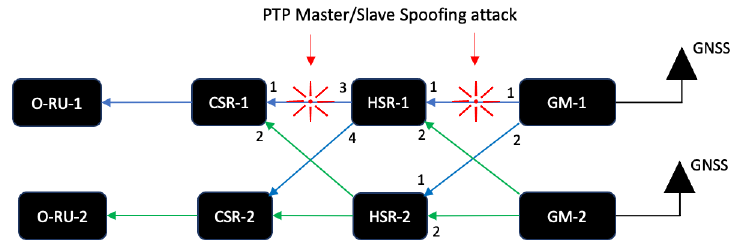 PTP Master/Slave Spoofing attack
GNSS
O-RU-1
CSR-1
1
3
HSR-1
1
1
GM-1
2
4
2
2
GNSS
1
O-RU-2
CSR-2
HSR-2
2
GM-2